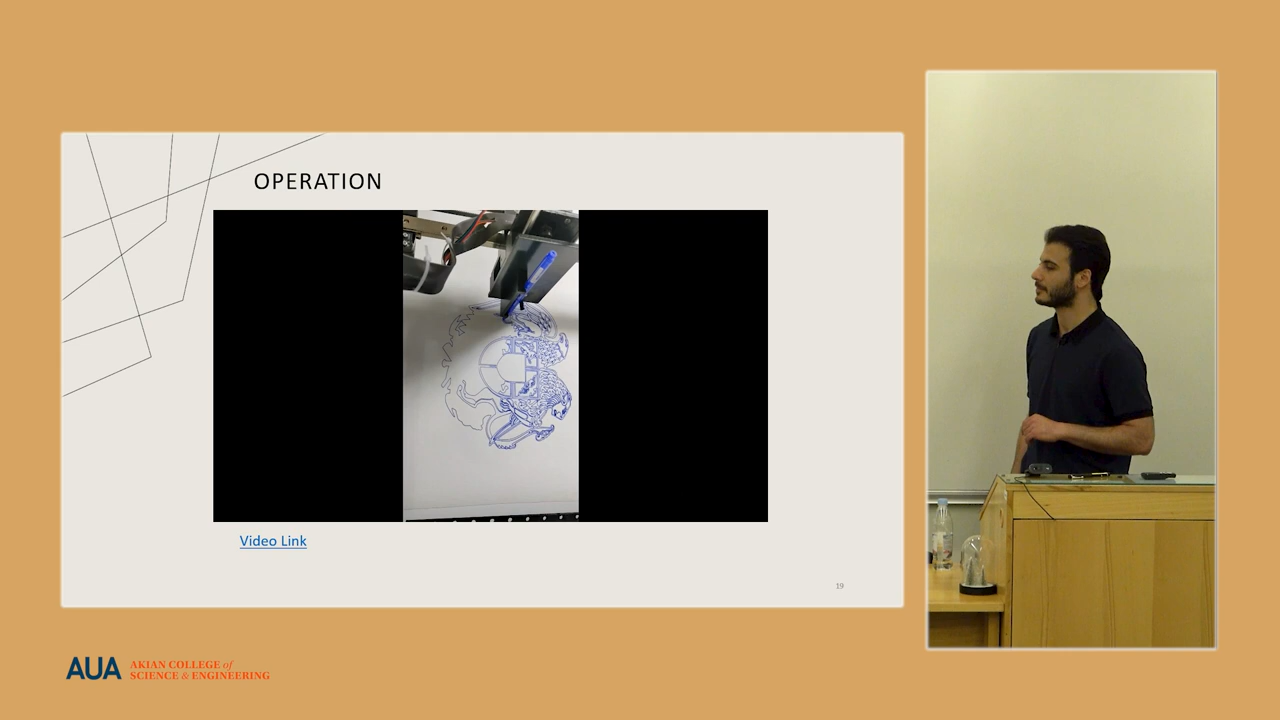 OPERATION
Video Link
19
AUA
AKIAN COLLEGE of
SCIENCE & ENGINEERING